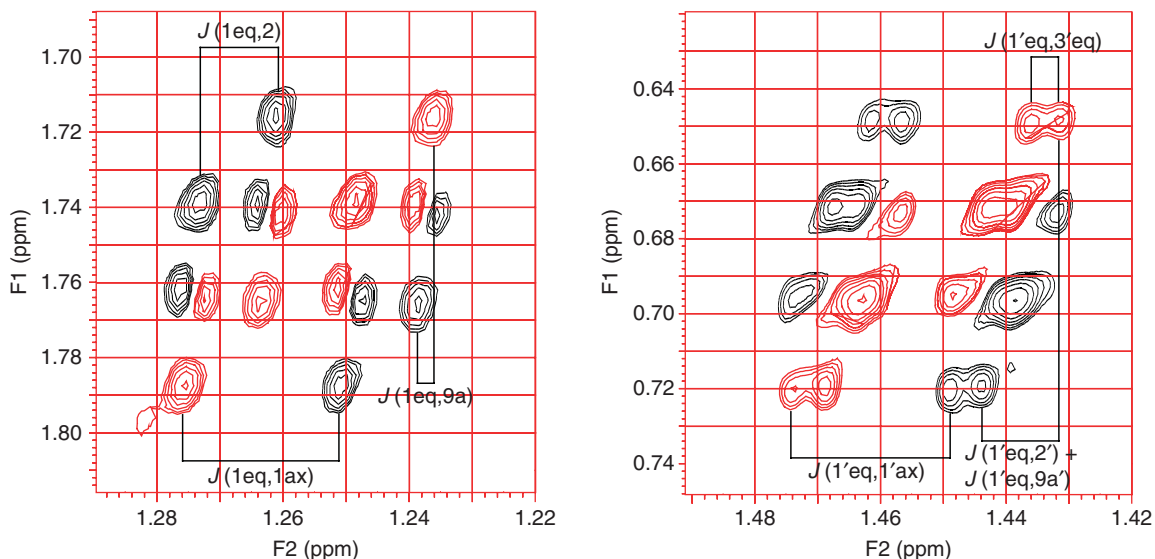 J (1eq,2)
1.70
1.72
1.74
1.76
1.78
1.80
F1 (ppm)
J (1eq,9a)
J (1eq,1ax)
1.28
1.26
1.24
1.22
F2 (ppm)
J (1′eq,3′eq)
0.64
0.66
0.68
0.70
0.72
0.74
F1 (ppm)
J (1′eq,1′ax)
J (1′eq,2′) +
J (1′eq,9a′)
1.48
1.46
1.44
1.42
F2 (ppm)